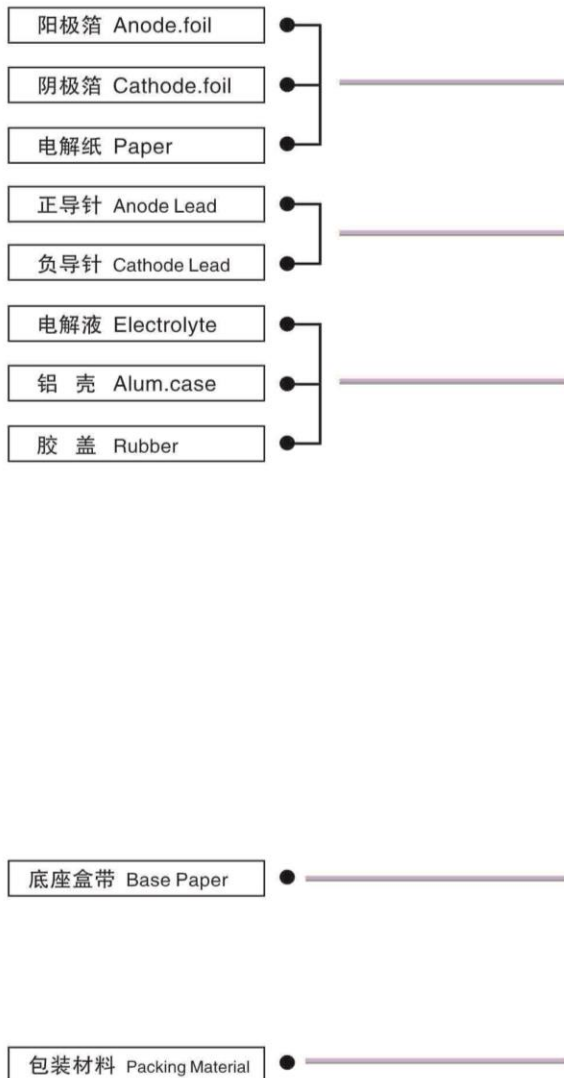 阳极箔 Anode.foil
阴极箔 Cathode.foil
电解纸 Paper
正导针 Anode Lead
负导针 Cathode Lead
电解液 Electrolyte
铝 壳 Alum.case
胶 盖 Rubber
底座盒带 Base Paper
包装材料 Packing Material